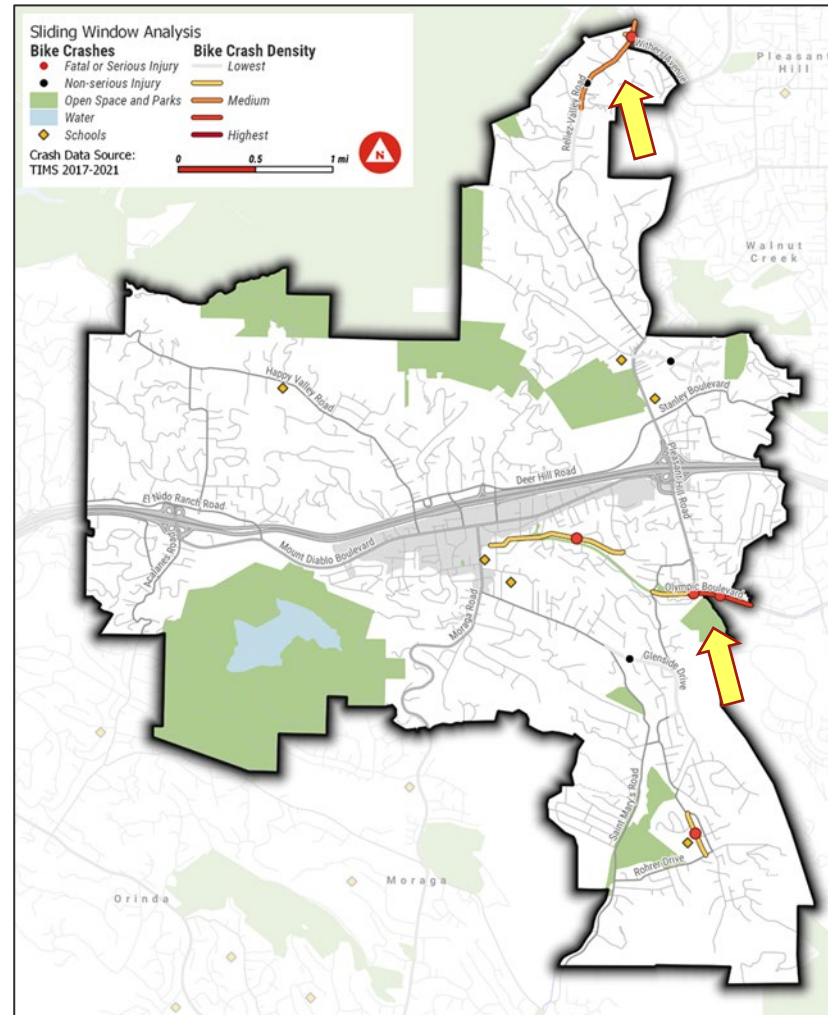 Sliding Window Analysis
Bike Crashes
Fatal or Serious Injury
Non-serious Injury
Open Space and Parks
Water
Schools
Bike Crash Density
Lowest
Medium
Highest
Crash Data Source:
TIMS 2017-2021
0 0.5 1 mi
N
Withers Avenue
Pleasant
Hill
Reliez Valley Road
Walnut
Creek
Happy Valley Road
Stanley Boulevard
Pleasant Hill Road
Deer Hill Road
El Nido Ranch Road
Acalanes Road
Mount Diablo Boulevard
Olympic Boulevard
Moraga Road
Glenside Drive
Saint Mary's Road
Rohrer Drive
Moraga
Orinda